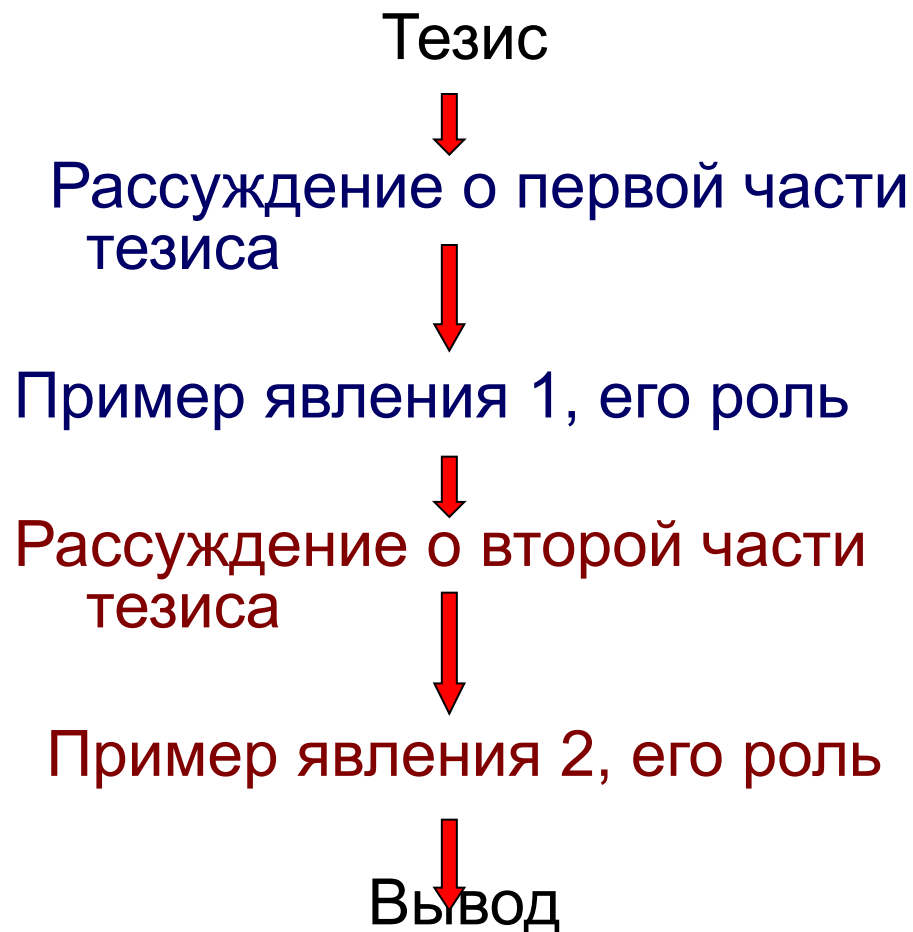 Тезис
Рассуждение о первой части
тезиса
Пример явления 1, его роль
Рассуждение о второй части
тезиса
Пример явления 2, его роль
Вывод